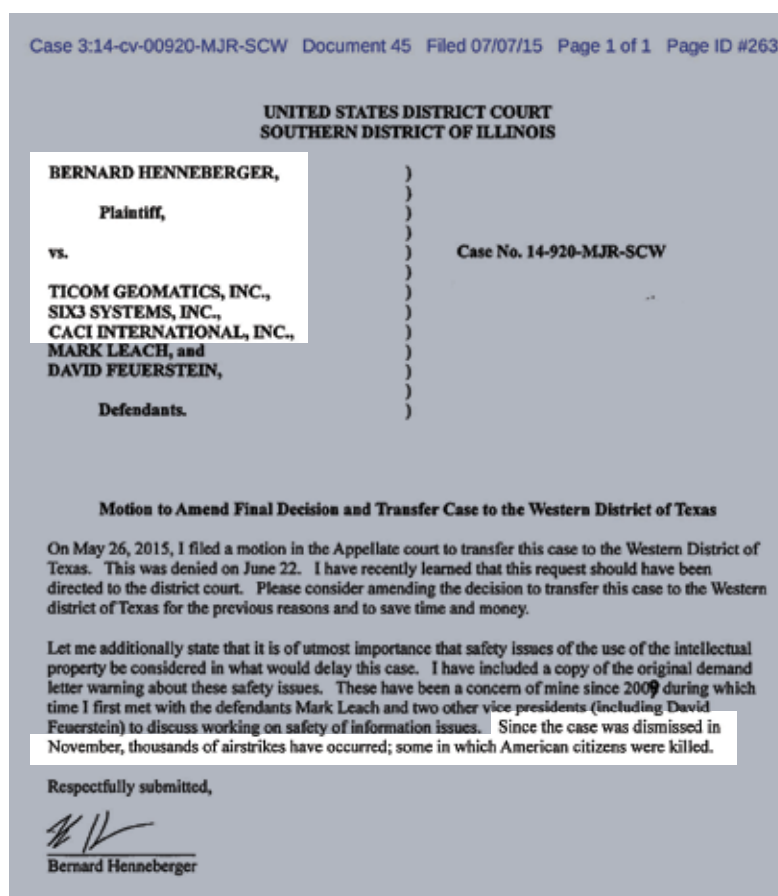 Case 3:14-cv-00920-MJR-SCW Document 45 Filed 07/07/15 Page 1 of 1 Page ID #263
UNITED STATES DISTRICT COURT
SOUTHERN DISTRICT OF ILLINOIS
BERNARD HENNEBERGER, )
)
Plaintiff, )
)
vs. ) Case No. 14-920-MJR-SCW
)
TICOM GEOMATICS, INC., )
SIX3 SYSTEMS, INC., )
CACI INTERNATIONAL, INC., )
MARK LEACH, and )
DAVID FEUERSTEIN, )
)
Defendants. )
Motion to Amend Final Decision and Transfer Case to the Western District of Texas
On May 26, 2015, I filed a motion in the Appellate court to transfer this case to the Western District of
Texas. This was denied on June 22. I have recently learned that this request should have been
directed to the district court. Please consider amending the decision to transfer this case to the Western
district of Texas for the previous reasons and to save time and money.
Let me additionally state that it is of utmost importance that safety issues of the use of the intellectual
property be considered in what would delay this case. I have included a copy of the original demand
letter warning about these safety issues. These have been a concern of mine since 2009 during which
time I first met with the defendants Mark Leach and two other vice presidents (including David
Feuerstein) to discuss working on safety of information issues. Since the case was dismissed in
November, thousands of airstrikes have occurred; some in which American citizens were killed.
Respectfully submitted,
Bernard Henneberger